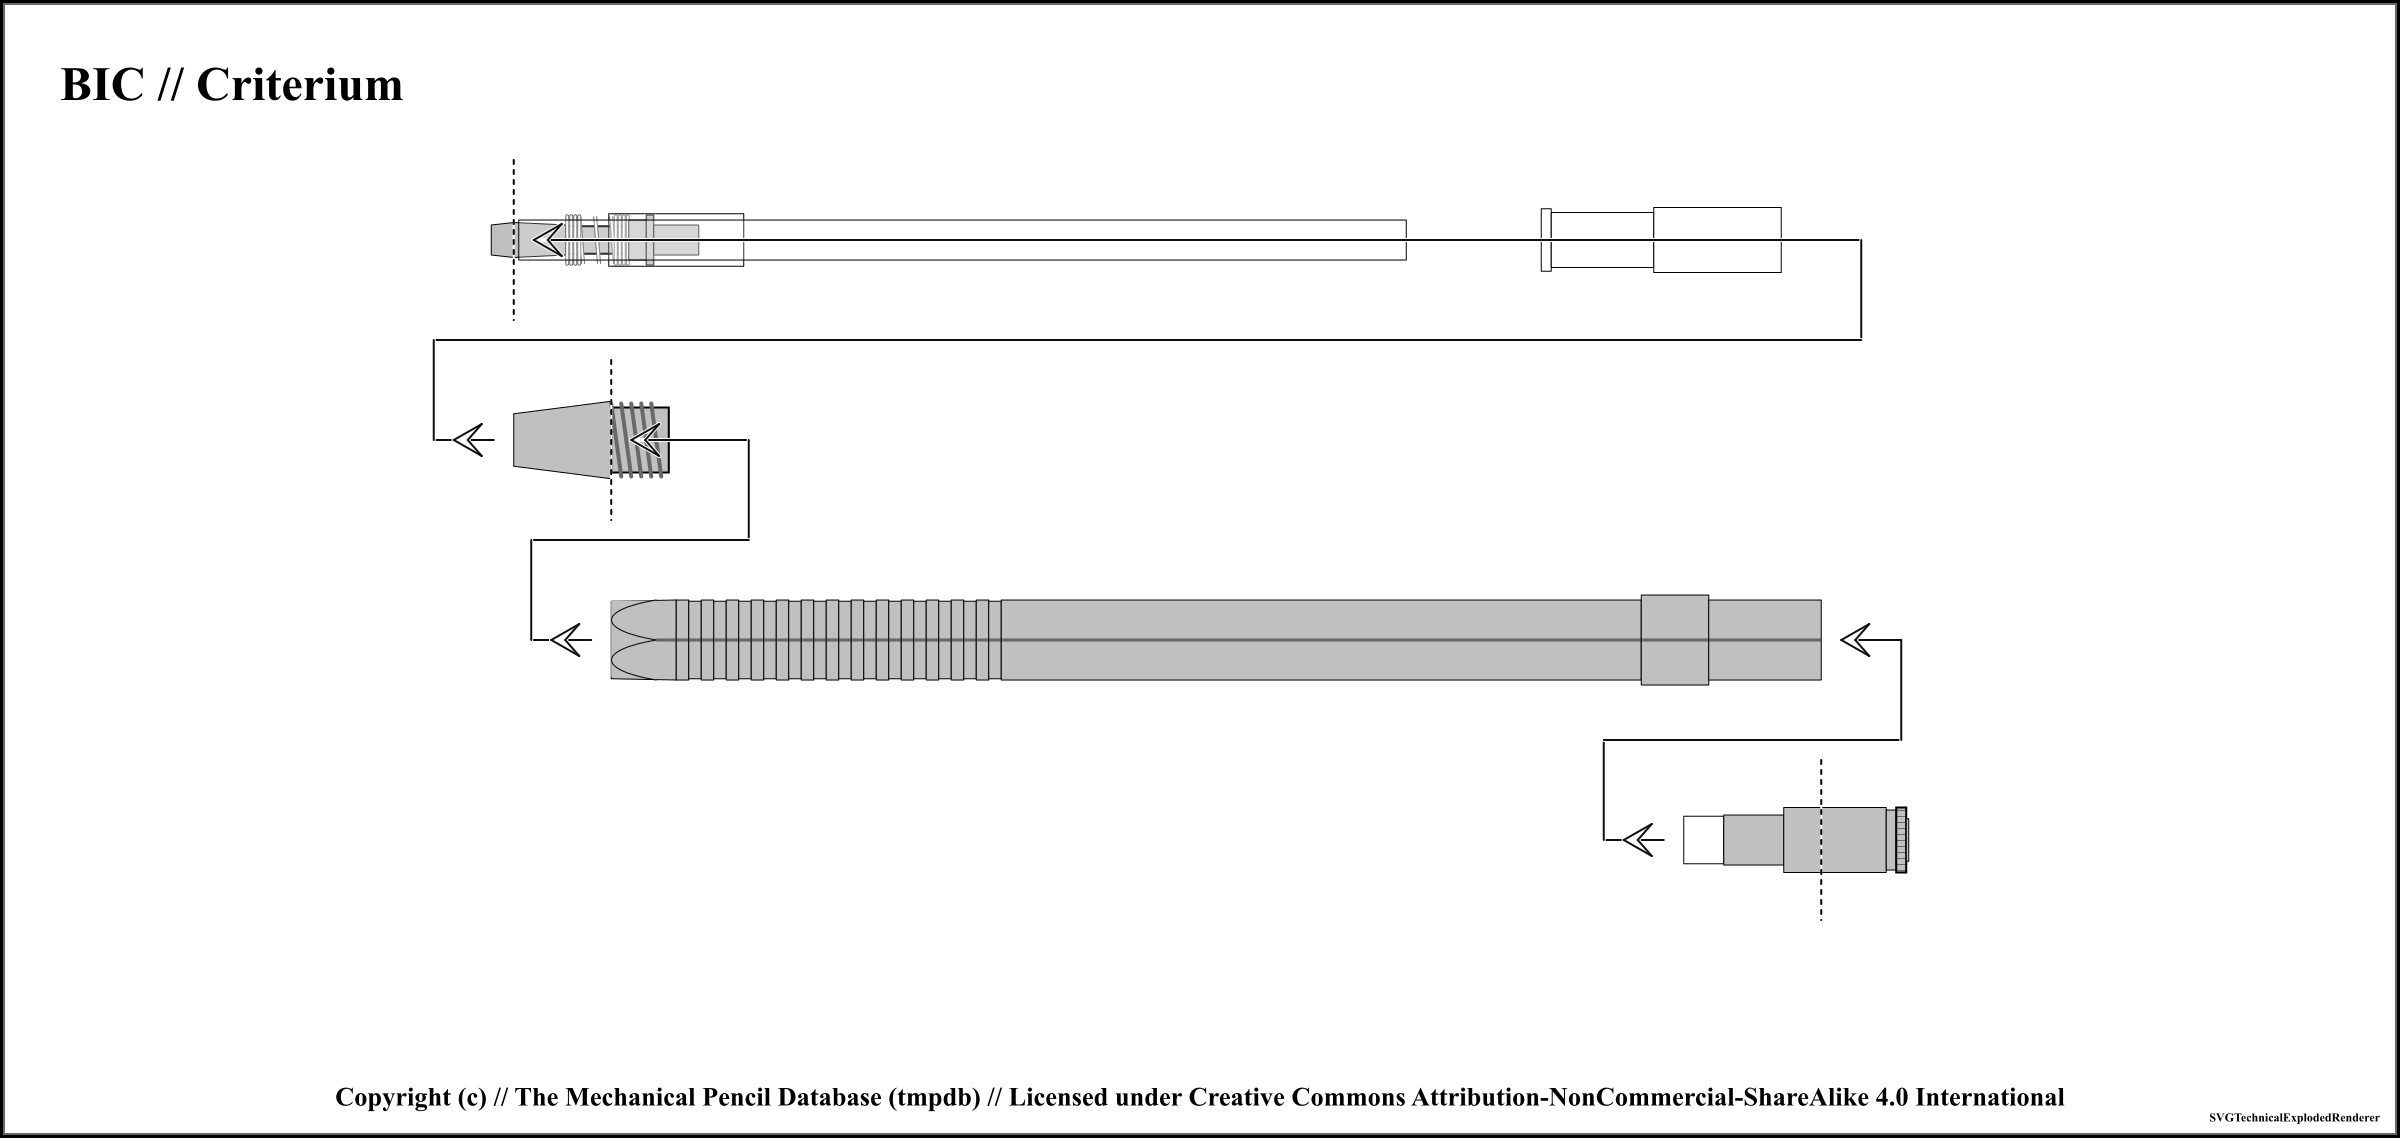 BIC // Criterium
Copyright (c) // The Mechanical Pencil Database (tmpdb) // Licensed under Creative Commons Attribution-NonCommercial-ShareAlike 4.0 International
SVGTechnicalExplodedRenderer